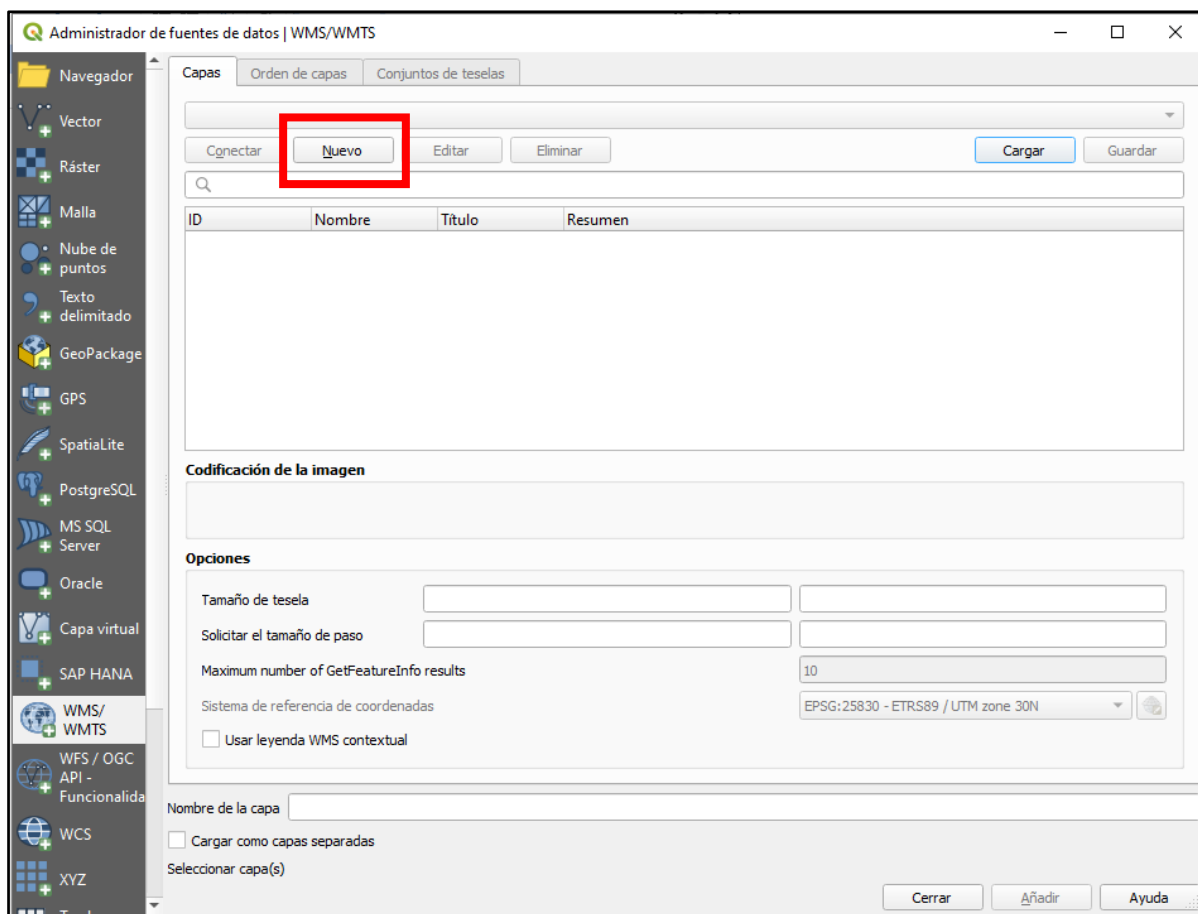 Administrador de fuentes de datos | WMS/WMTS
Navegador
Vector
Ráster
Malla
Nube de
puntos
Texto
delimitado
GeoPackage
GPS
SpatiaLite
PostgreSQL
MS SQL
Server
Oracle
Capa virtual
SAP HANA
WMS/
WMTS
WFS / OGC
API -
Funcionalida
WCS
XYZ
Capas Orden de capas Conjuntos de teselas
Conectar Nuevo Editar Eliminar Cargar Guardar
ID Nombre Título Resumen
Codificación de la imagen
Opciones
Tamaño de tesela
Solicitar el tamaño de paso
Maximum number of GetFeatureInfo results 10
Sistema de referencia de coordenadas EPSG:25830 - ETRS89 / UTM zone 30N
Usar leyenda WMS contextual
Nombre de la capa
Cargar como capas separadas
Seleccionar capa(s)
Cerrar Añadir Ayuda